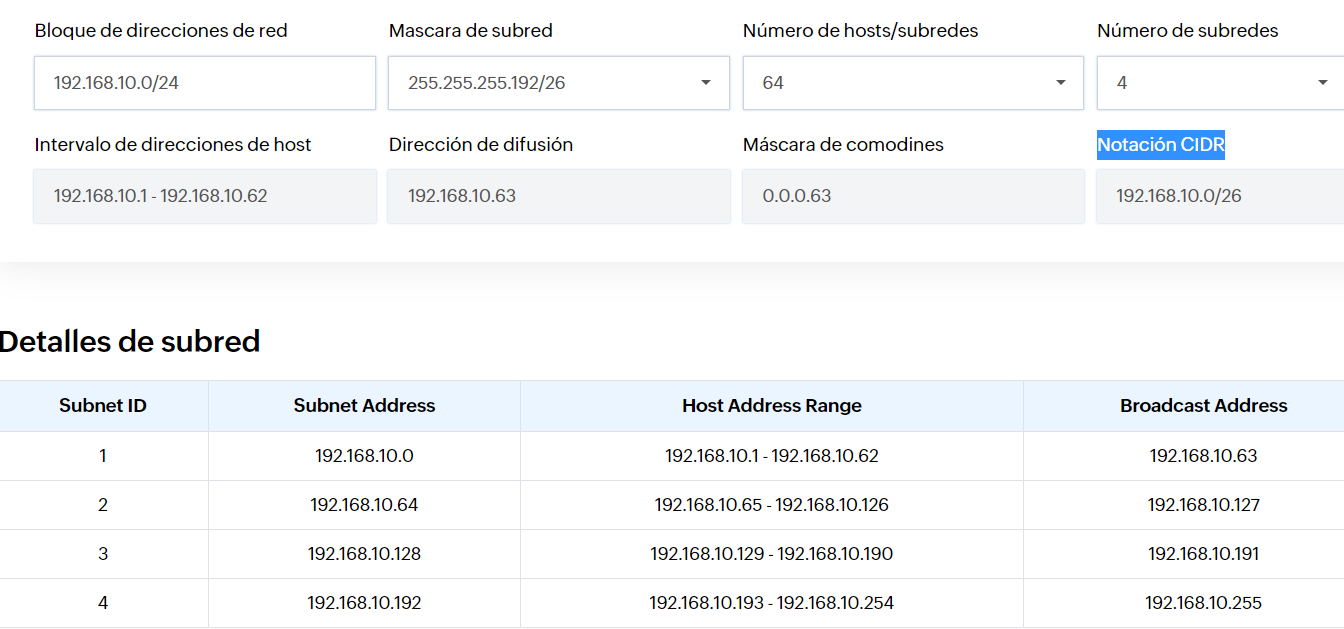 Bloque de direcciones de red Mascara de subred Número de hosts/subredes Número de subredes
192.168.10.0/24 255.255.255.192/26 64 4
Intervalo de direcciones de host Dirección de difusión Máscara de comodines Notación CIDR
192.168.10.1 - 192.168.10.62 192.168.10.63 0.0.0.63 192.168.10.0/26
Detalles de subred
Subnet ID Subnet Address Host Address Range Broadcast Address
1 192.168.10.0 192.168.10.1 - 192.168.10.62 192.168.10.63
2 192.168.10.64 192.168.10.65 - 192.168.10.126 192.168.10.127
3 192.168.10.128 192.168.10.129 - 192.168.10.190 192.168.10.191
4 192.168.10.192 192.168.10.193 - 192.168.10.254 192.168.10.255